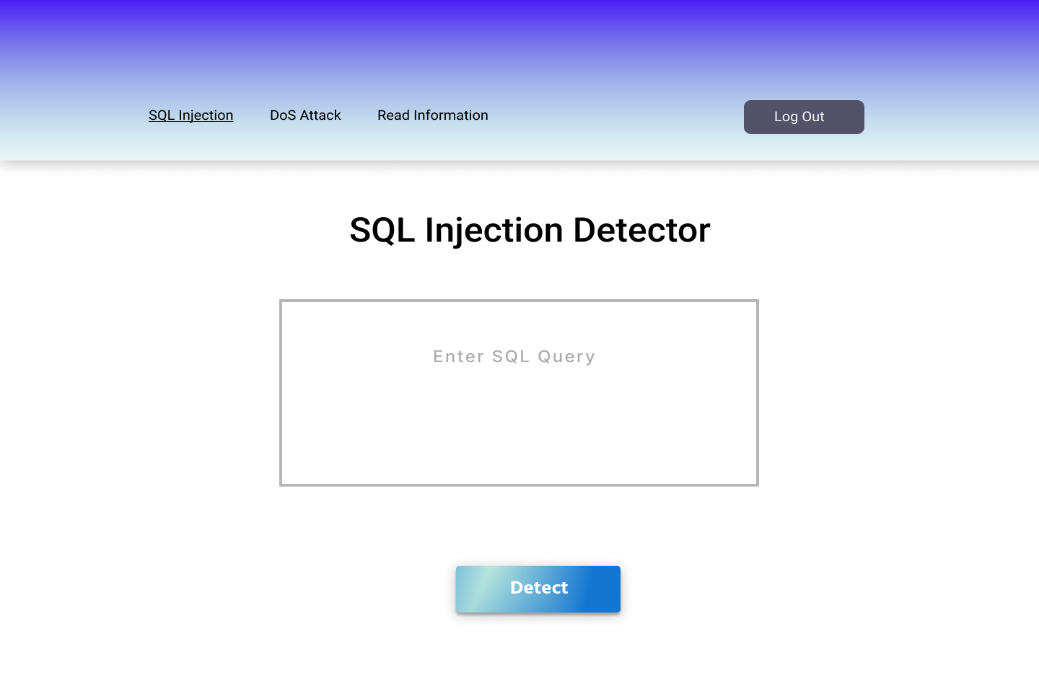 SQL Injection DoS Attack Read Information Log Out
SQL Injection Detector
Enter SQL Query
Detect